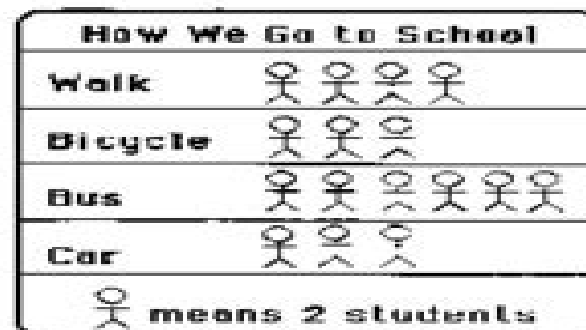 How We Go to School
Walk
Bicycle
Bus
Car
means 2 students